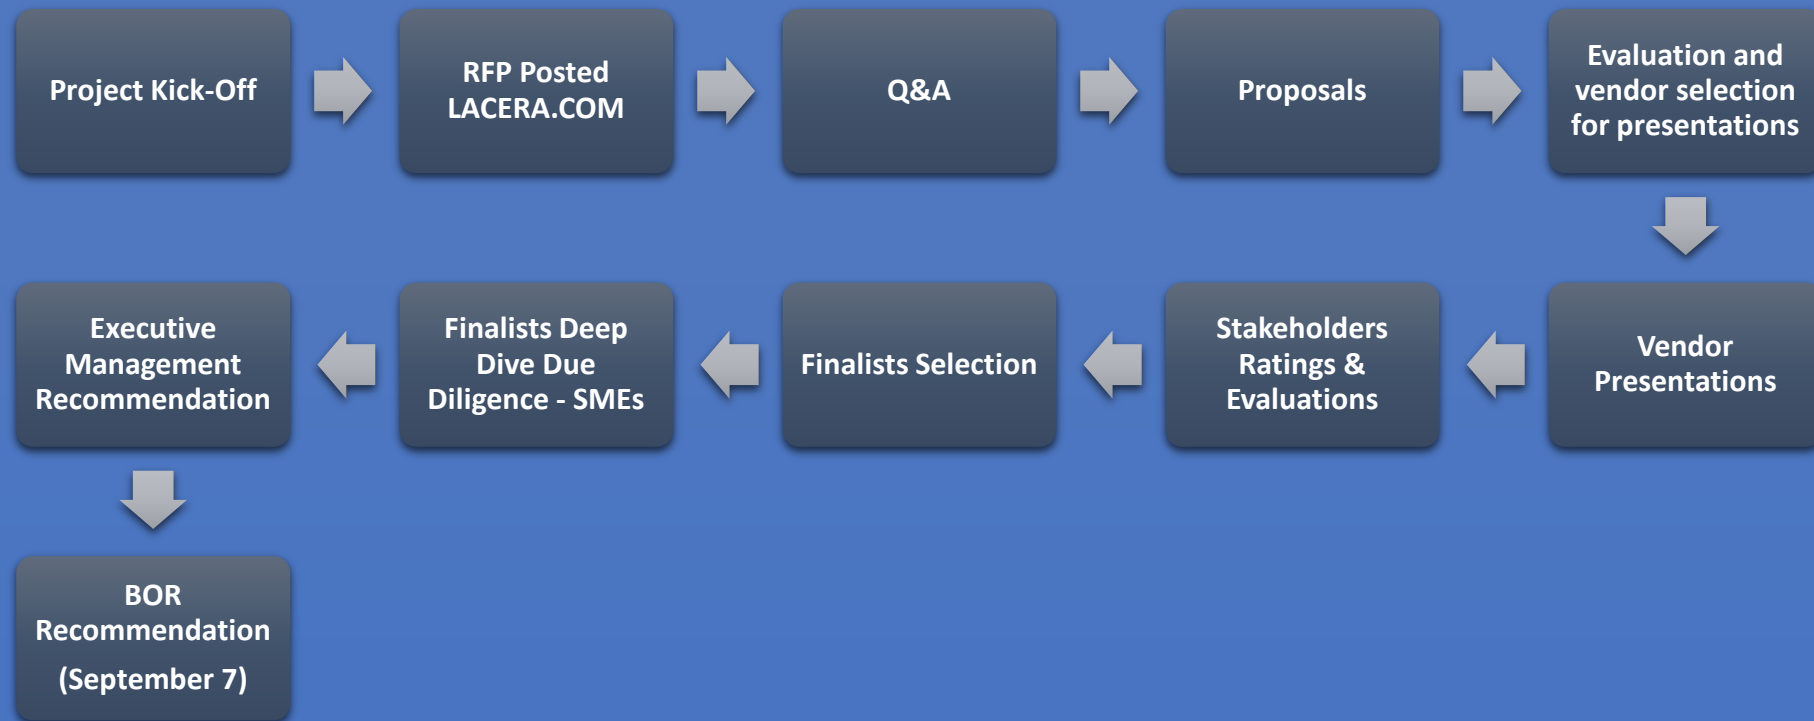 Project Kick-Off
RFP Posted
LACERA.COM
Q&A
Proposals
Evaluation and
vendor selection
for presentations
Vendor
Presentations
Stakeholders
Ratings &
Evaluations
Finalists Selection
Finalists Deep
Dive Due
Diligence - SMEs
Executive
Management
Recommendation
BOR
Recommendation
(September 7)